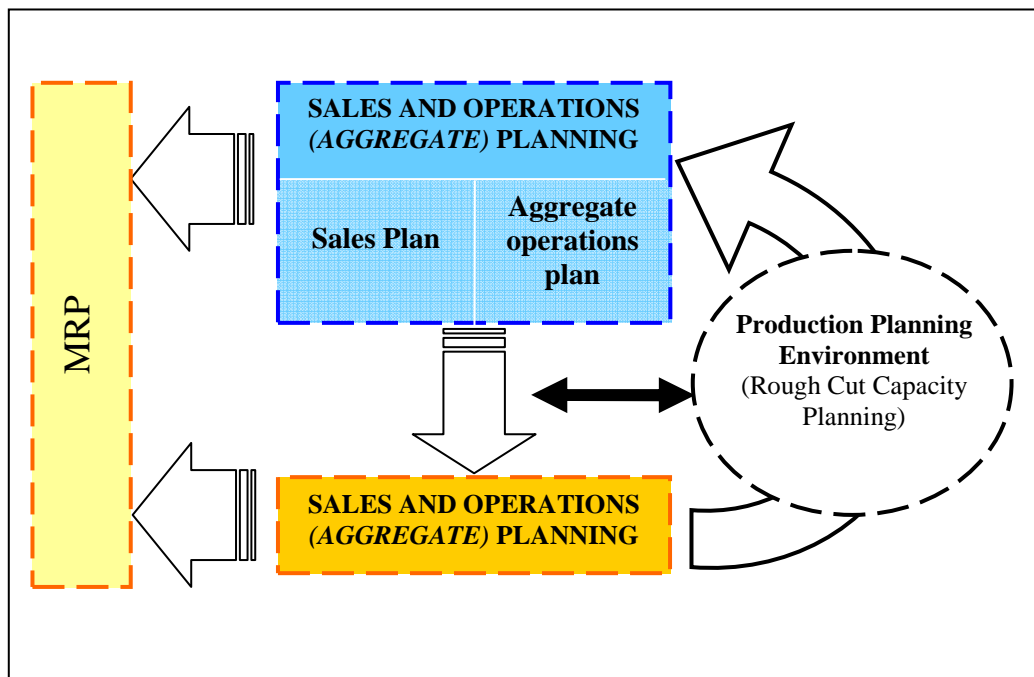 SALES AND OPERATIONS
(AGGREGATE) PLANNING
Sales Plan
Aggregate
operations
plan
MRP
Production Planning
Environment
(Rough Cut Capacity
Planning)
SALES AND OPERATIONS
(AGGREGATE) PLANNING